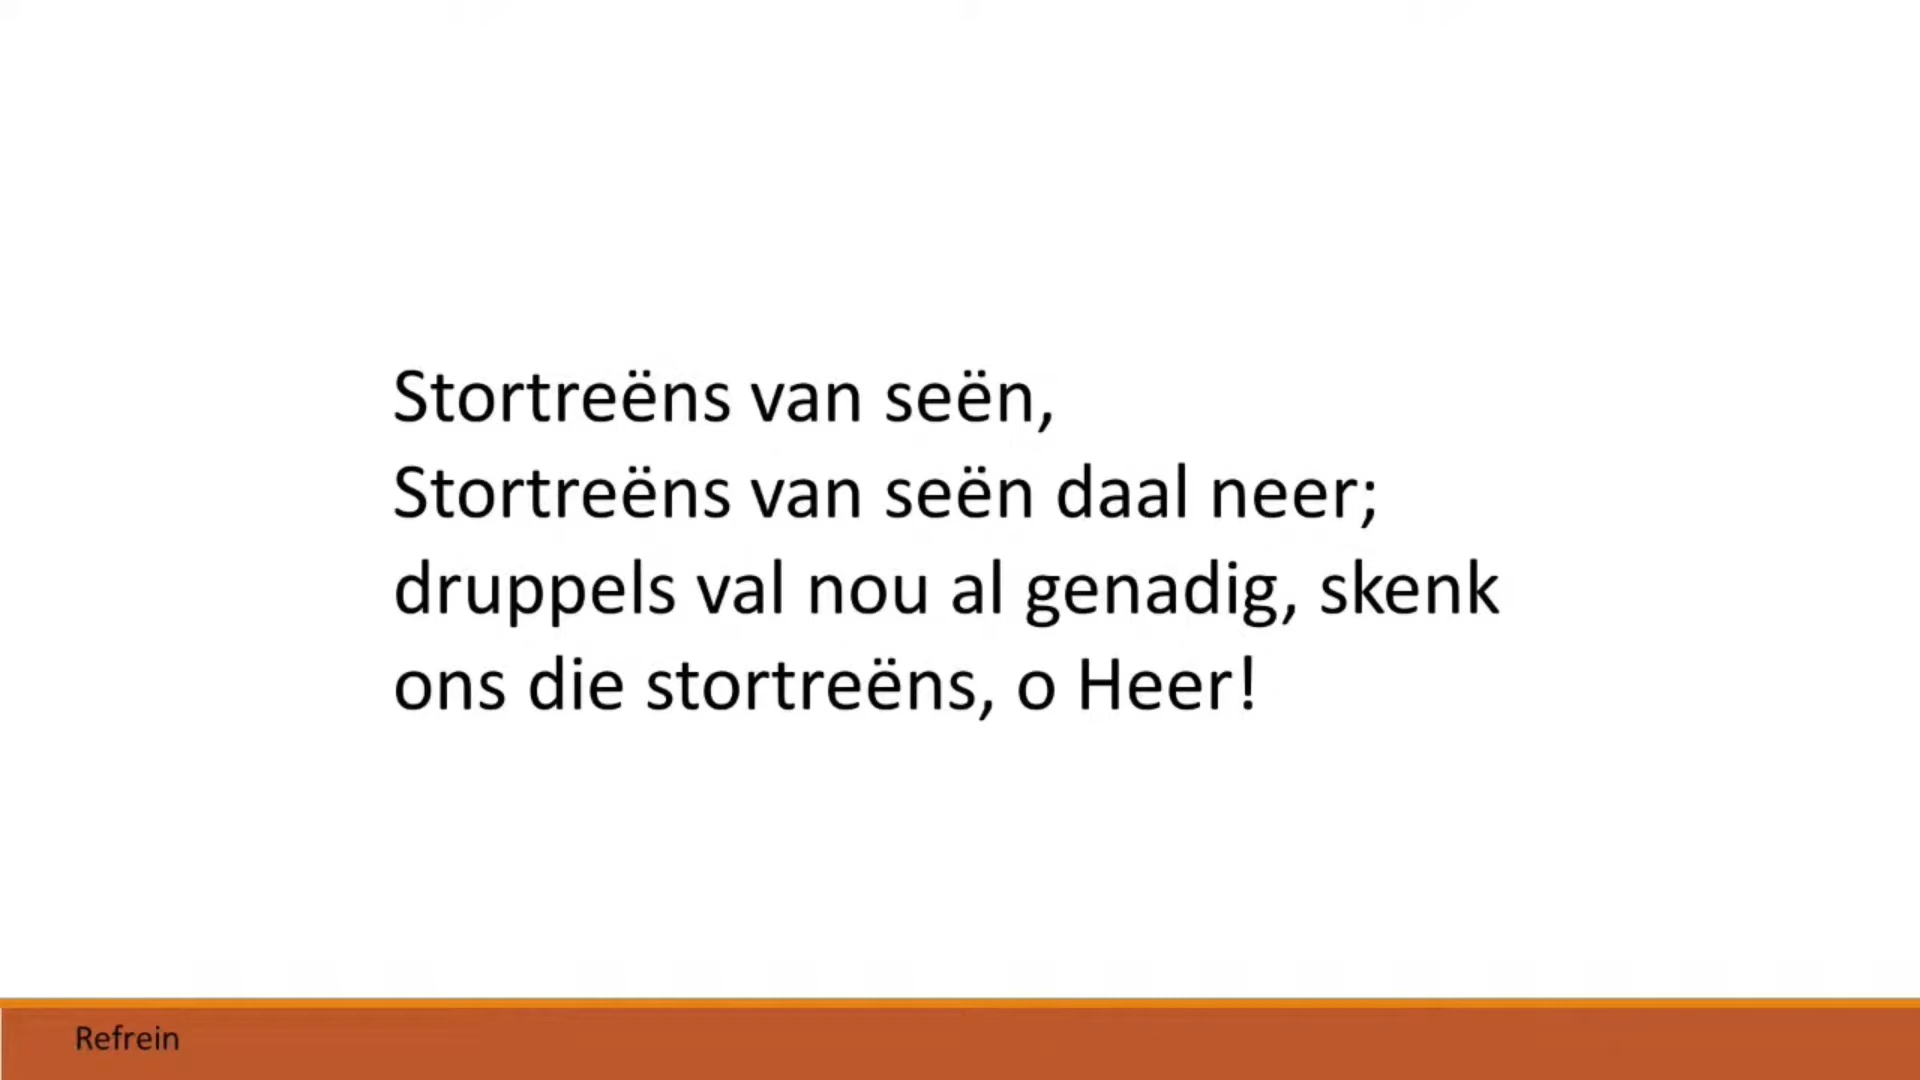 Stortreëns van seën,
Stortreëns van seën daal neer;
druppels val nou al genadig, skenk
ons die stortreëns, o Heer!
Refrein